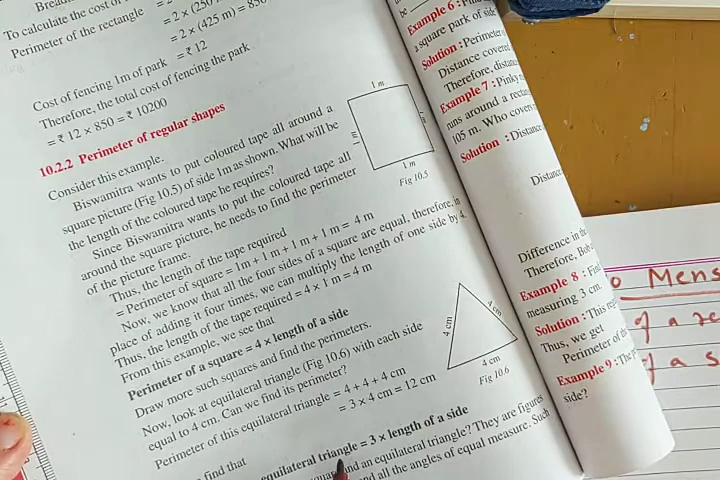 To calculate the cost of
Perimeter of the rectangle
= 2 × (250
= 2 × (425 m) = 850
Cost of fencing 1m of park = ₹ 12
Therefore, the total cost of fencing the park
= ₹ 12 × 850 = ₹ 10200
10.2.2 Perimeter of regular shapes
Consider this example.
Biswamitra wants to put coloured tape all around a
square picture (Fig 10.5) of side 1m as shown. What will be
the length of the coloured tape he requires?
Since Biswamitra wants to put the coloured tape all
around the square picture, he needs to find the perimeter
of the picture frame.
Thus, the length of the tape required
= Perimeter of square = 1m + 1 m + 1 m + 1 m = 4 m
Now, we know that all the four sides of a square are equal, therefore, in
place of adding it four times, we can multiply the length of one side by 4.
Thus, the length of the tape required = 4 × 1 m = 4 m
From this example, we see that
Perimeter of a square = 4 × length of a side
Draw more such squares and find the perimeters.
Now, look at equilateral triangle (Fig 10.6) with each side
equal to 4 cm. Can we find its perimeter?
Perimeter of this equilateral triangle = 4 + 4 + 4 cm
= 3 × 4 cm = 12 cm
find that
equilateral triangle = 3 × length of a side
and an equilateral triangle? They are figures
all the angles of equal measure. Such
1 m
1 m
1 m
Fig 10.5
4 cm
4 cm
4 cm
Fig 10.6
Example 6 :
a square park of side
Solution : Perimeter
Distance covered
Therefore, distance
Example 7 : Pinky
runs around a
105 m. Who covers
Solution : Distance
Distance
Difference in the
Therefore, Bob
Example 8 : Find
measuring 3 cm.
Solution : This reg
Thus, we get
Perimeter of the
Example 9 : The
side?
Mens
of a
of a s